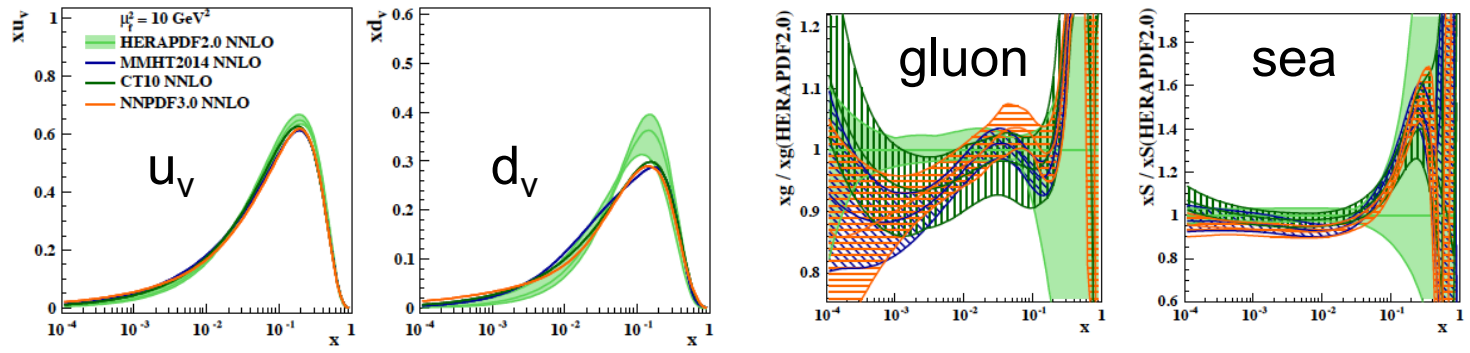 xu_v
1
0.8
0.6
0.4
0.2
0
μ_f² = 10 GeV²
HERAPDF2.0 NNLO
MMHT2014 NNLO
CT10 NNLO
NNPDF3.0 NNLO
u_v
10⁻⁴ 10⁻³ 10⁻² 10⁻¹ 1
x
xd_v
0.6
0.5
0.4
0.3
0.2
0.1
0
d_v
10⁻⁴ 10⁻³ 10⁻² 10⁻¹ 1
x
xg / xg(HERAPDF2.0)
1.2
1.1
1
0.9
0.8
gluon
10⁻⁴ 10⁻³ 10⁻² 10⁻¹ 1
x
xS / xS(HERAPDF2.0)
1.8
1.6
1.4
1.2
1
0.8
0.6
sea
10⁻⁴ 10⁻³ 10⁻² 10⁻¹ 1
x